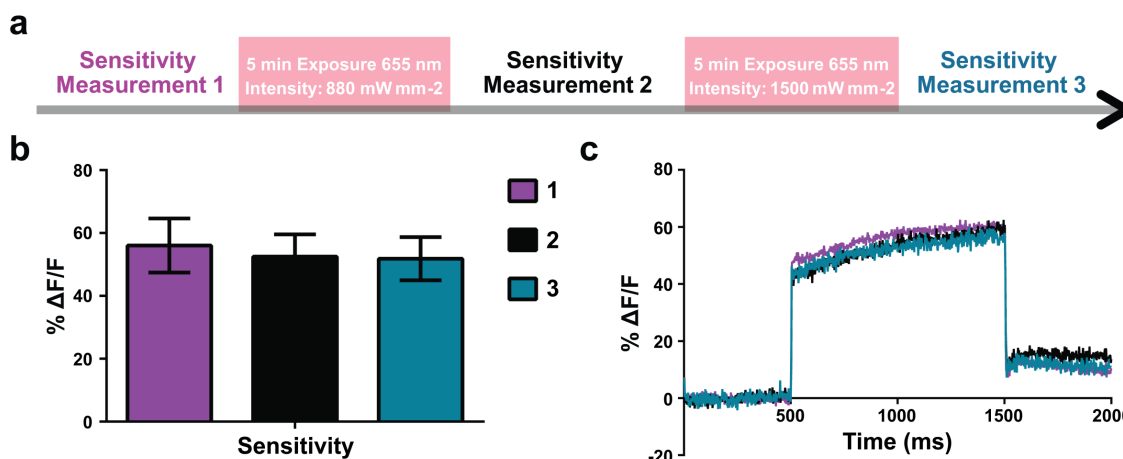 a
Sensitivity
Measurement 1
5 min Exposure 655 nm
Intensity: 880 mW mm-2
Sensitivity
Measurement 2
5 min Exposure 655 nm
Intensity: 1500 mW mm-2
Sensitivity
Measurement 3
b
% ΔF/F
80
60
40
20
0
Sensitivity
1
2
3
c
% ΔF/F
80
60
40
20
0
-20
500
1000
1500
Time (ms)